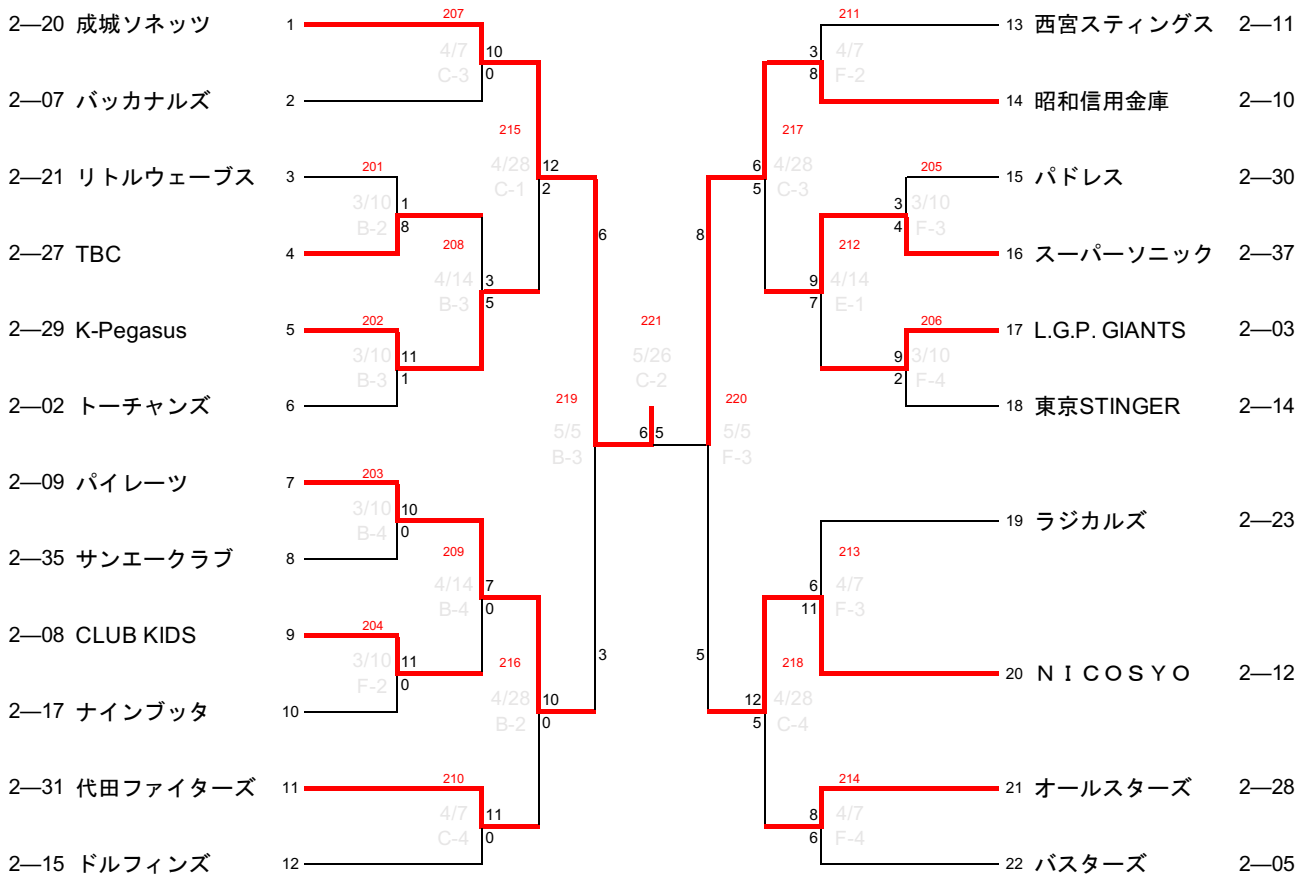 2―20 成城ソネッツ 1
207
4/7
C-3
10
0
2―07 バッカナルズ 2
215
4/28
C-1
12
2
2―21 リトルウェーブス 3
201
3/10
B-2
1
8
2―27 TBC 4
208
4/14
B-3
3
5
2―29 K-Pegasus 5
202
3/10
B-3
11
1
2―02 トーチャンズ 6
219
5/5
B-3
6
3
2―09 パイレーツ 7
203
3/10
B-4
10
0
2―35 サンエークラブ 8
209
4/14
B-4
7
0
2―08 CLUB KIDS 9
204
3/10
F-2
11
0
2―17 ナインブッタ 10
216
4/28
B-2
10
0
2―31 代田ファイターズ 11
210
4/7
C-4
11
0
2―15 ドルフィンズ 12
221
5/26
C-2
6 5
13 西宮スティングス 2―11
211
4/7
F-2
3
8
14 昭和信用金庫 2―10
217
4/28
C-3
6
5
15 パドレス 2―30
205
3/10
F-3
3
4
16 スーパーソニック 2―37
212
4/14
E-1
9
7
17 L.G.P. GIANTS 2―03
206
3/10
F-4
9
2
18 東京STINGER 2―14
220
5/5
F-3
8
5
19 ラジカルズ 2―23
213
4/7
F-3
6
11
20 ＮＩＣＯＳＹＯ 2―12
218
4/28
C-4
12
5
21 オールスターズ 2―28
214
4/7
F-4
8
6
22 バスターズ 2―05